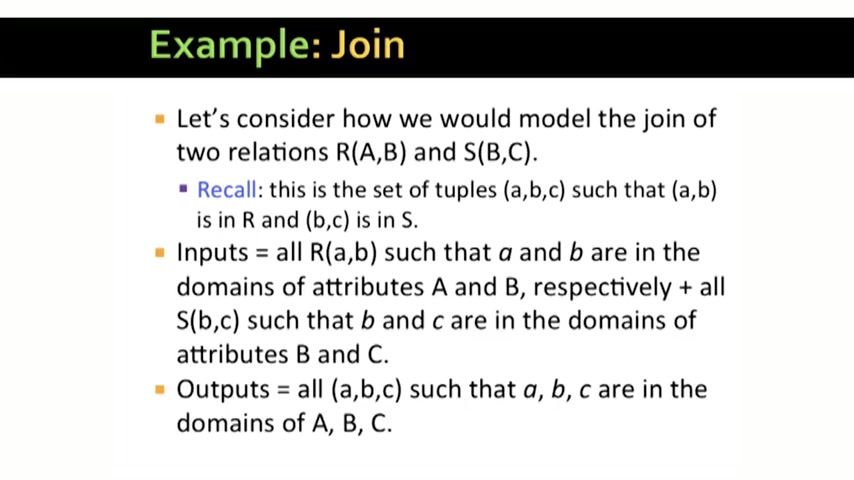 Example: Join
Let's consider how we would model the join of
two relations R(A,B) and S(B,C).
Recall: this is the set of tuples (a,b,c) such that (a,b)
is in R and (b,c) is in S.
Inputs = all R(a,b) such that a and b are in the
domains of attributes A and B, respectively + all
S(b,c) such that b and c are in the domains of
attributes B and C.
Outputs = all (a,b,c) such that a, b, c are in the
domains of A, B, C.